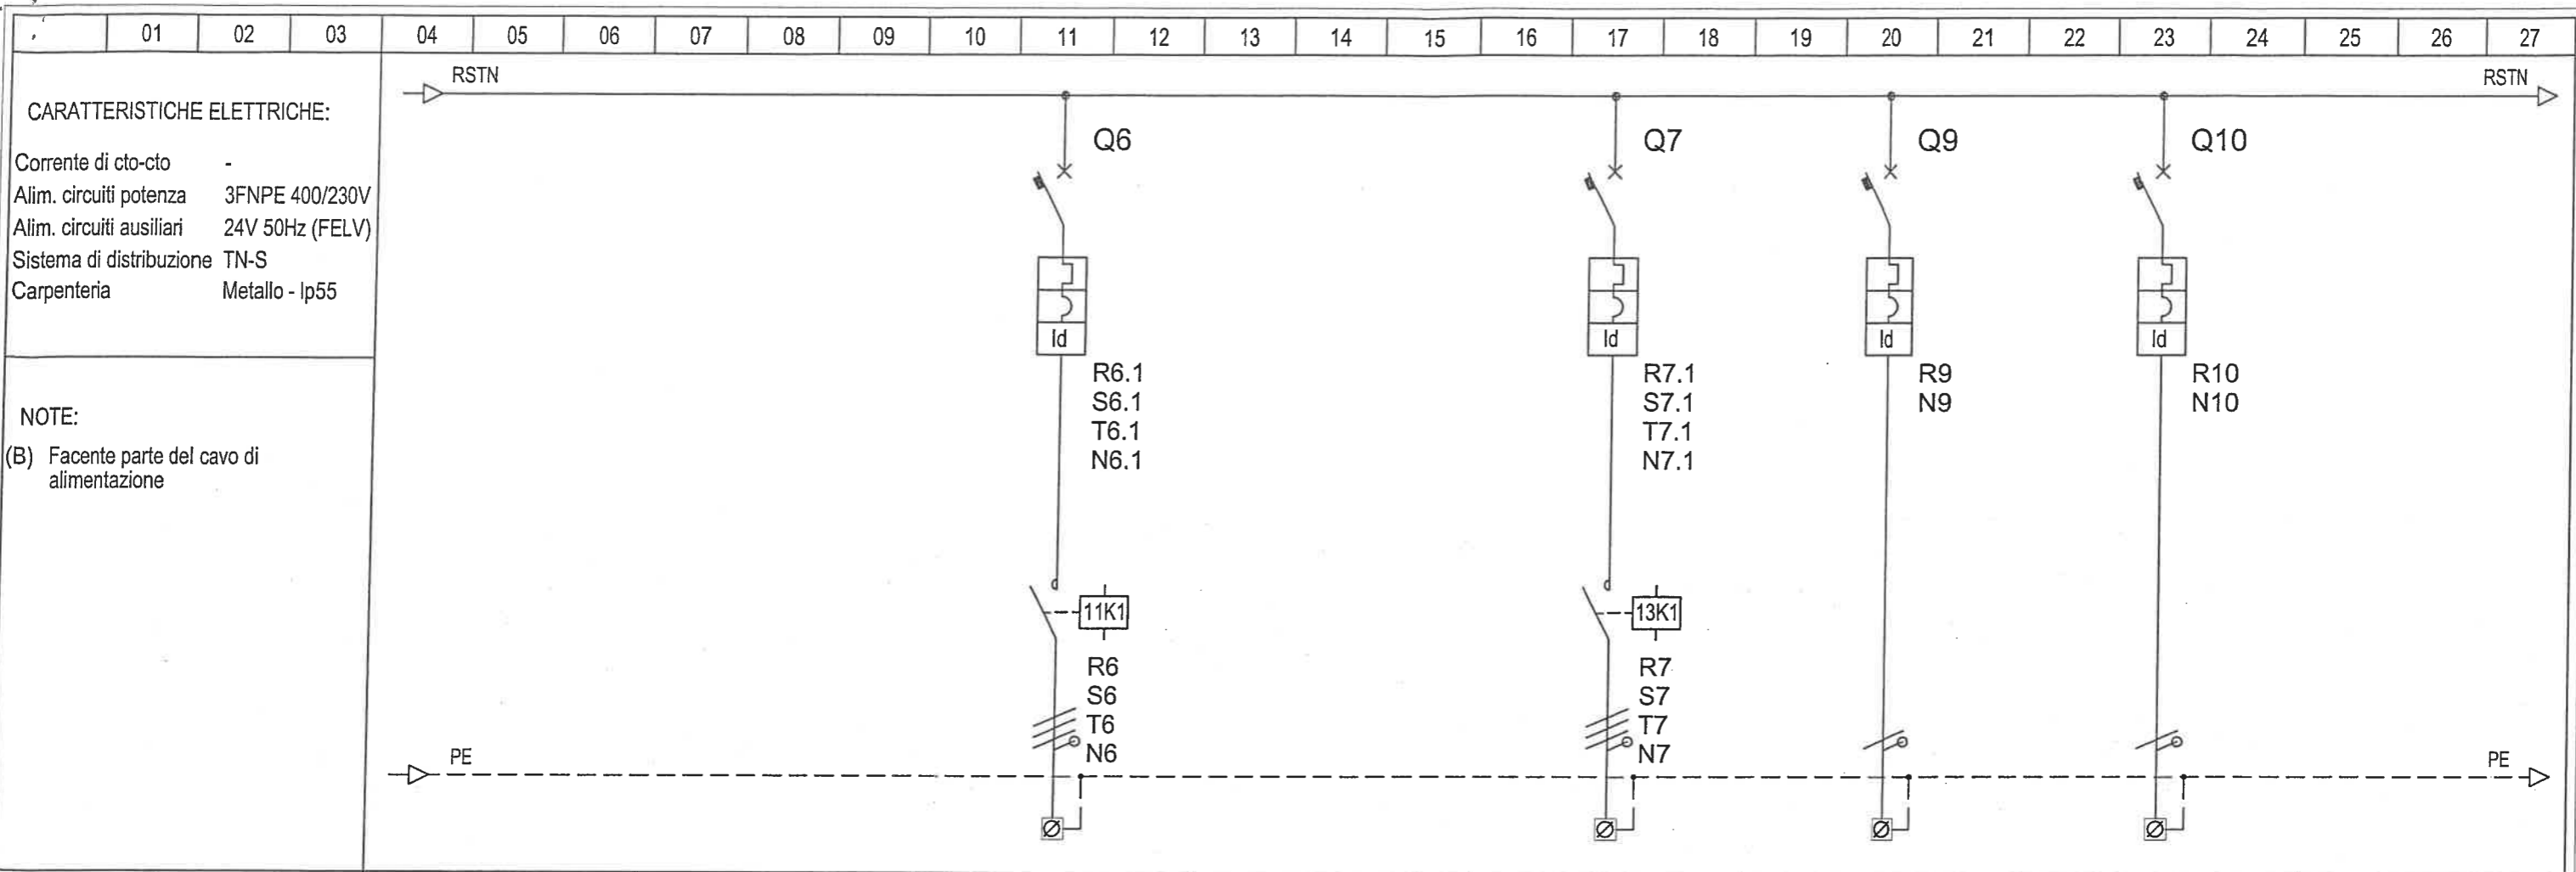 01 02 03 04 05 06 07 08 09 10 11 12 13 14 15 16 17 18 19 20 21 22 23 24 25 26 27
RSTN RSTN
CARATTERISTICHE ELETTRICHE:
Corrente di cto-cto -
Alim. circuiti potenza 3FNPE 400/230V
Alim. circuiti ausiliari 24V 50Hz (FELV)
Sistema di distribuzione TN-S
Carpenteria Metallo - Ip55
NOTE:
(B) Facente parte del cavo di
alimentazione
Q6
Id
R6.1
S6.1
T6.1
N6.1
11K1
R6
S6
T6
N6
Q7
Id
R7.1
S7.1
T7.1
N7.1
13K1
R7
S7
T7
N7
Q9
Id
R9
N9
Q10
Id
R10
N10
PE PE